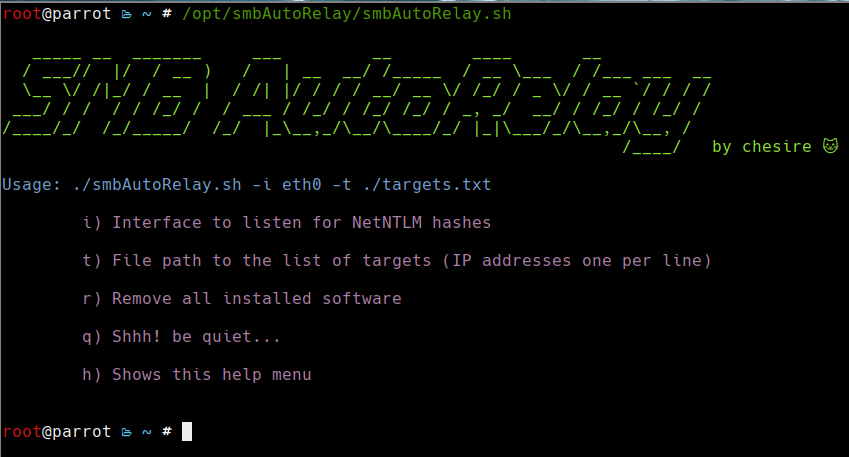 root@parrot 🗁 ~ # /opt/smbAutoRelay/smbAutoRelay.sh
SMB AutoRelay
by chesire 🐱
Usage: ./smbAutoRelay.sh -i eth0 -t ./targets.txt
i) Interface to listen for NetNTLM hashes
t) File path to the list of targets (IP addresses one per line)
r) Remove all installed software
q) Shhh! be quiet...
h) Shows this help menu
root@parrot 🗁 ~ #